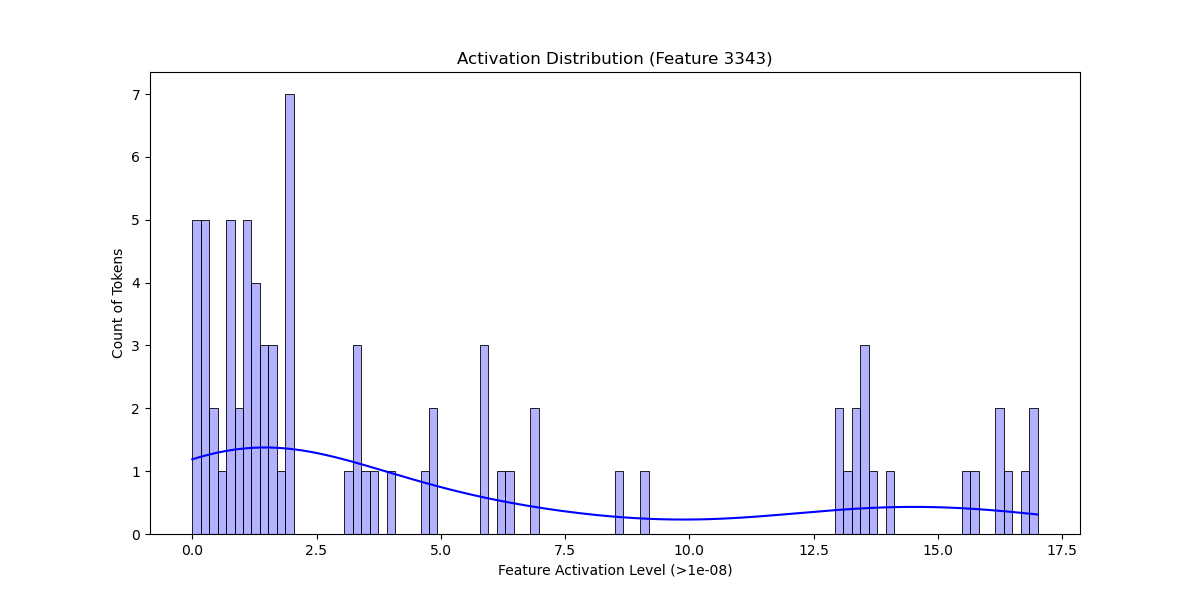 Activation Distribution (Feature 3343)
7
6
5
4
3
2
1
0
Count of Tokens
0.0 2.5 5.0 7.5 10.0 12.5 15.0 17.5
Feature Activation Level (>1e-08)